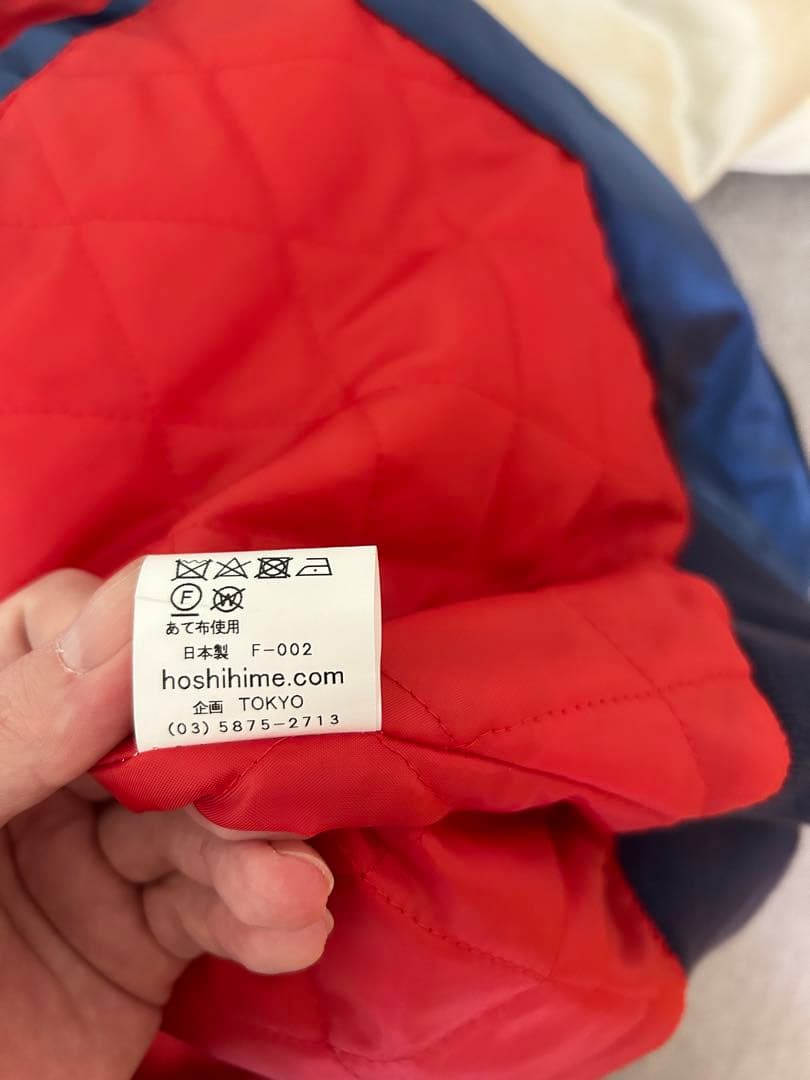 F W
あて布使用
日本製 F-002
hoshihime.com
企画 TOKYO
(03)5875-2713